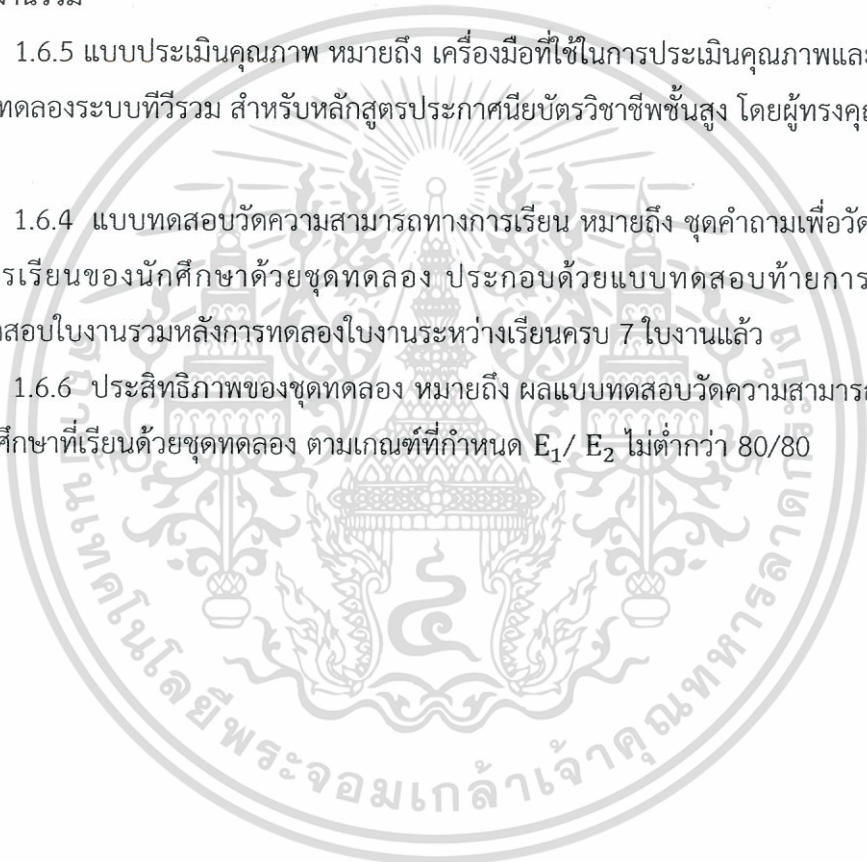 านรวม
1.6.5 แบบประเมินคุณภาพ หมายถึง เครื่องมือที่ใช้ในการประเมินคุณภาพและ
ทดลองระบบทีวีรวม สำหรับหลักสูตรประกาศนียบัตรวิชาชีพชั้นสูง โดยผู้ทรงคุณ
1.6.4 แบบทดสอบวัดความสามารถทางการเรียน หมายถึง ชุดคำถามเพื่อวัด
รเรียนของนักศึกษาด้วยชุดทดลอง ประกอบด้วยแบบทดสอบท้ายการ
สอบใบงานรวมหลังการทดลองใบงานระหว่างเรียนครบ 7 ใบงานแล้ว
1.6.6 ประสิทธิภาพของชุดทดลอง หมายถึง ผลแบบทดสอบวัดความสามาร
ศึกษาที่เรียนด้วยชุดทดลอง ตามเกณฑ์ที่กำหนด E₁/ E₂ ไม่ต่ำกว่า 80/80
สถาบันเทคโนโลยีพระจอมเกล้าเจ้าคุณทหารลาดกระบัง